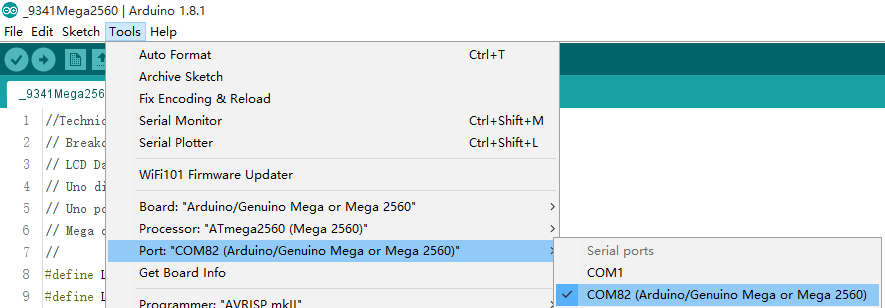 _9341Mega2560 | Arduino 1.8.1
File Edit Sketch Tools Help
Auto Format Ctrl+T
_9341Mega256
Archive Sketch
Fix Encoding & Reload
Serial Monitor Ctrl+Shift+M
Serial Plotter Ctrl+Shift+L
WiFi101 Firmware Updater
Board: "Arduino/Genuino Mega or Mega 2560"
Processor: "ATmega2560 (Mega 2560)"
Port: "COM82 (Arduino/Genuino Mega or Mega 2560)"
Get Board Info
Programmer: "AVRISP mkII"
1 //Technic
2 // Breako
3 // LCD Da
4 // Uno di
5 // Uno po
6 // Mega d
7 //
8 #define L
9 #define L
Serial ports
COM1
COM82 (Arduino/Genuino Mega or Mega 2560)